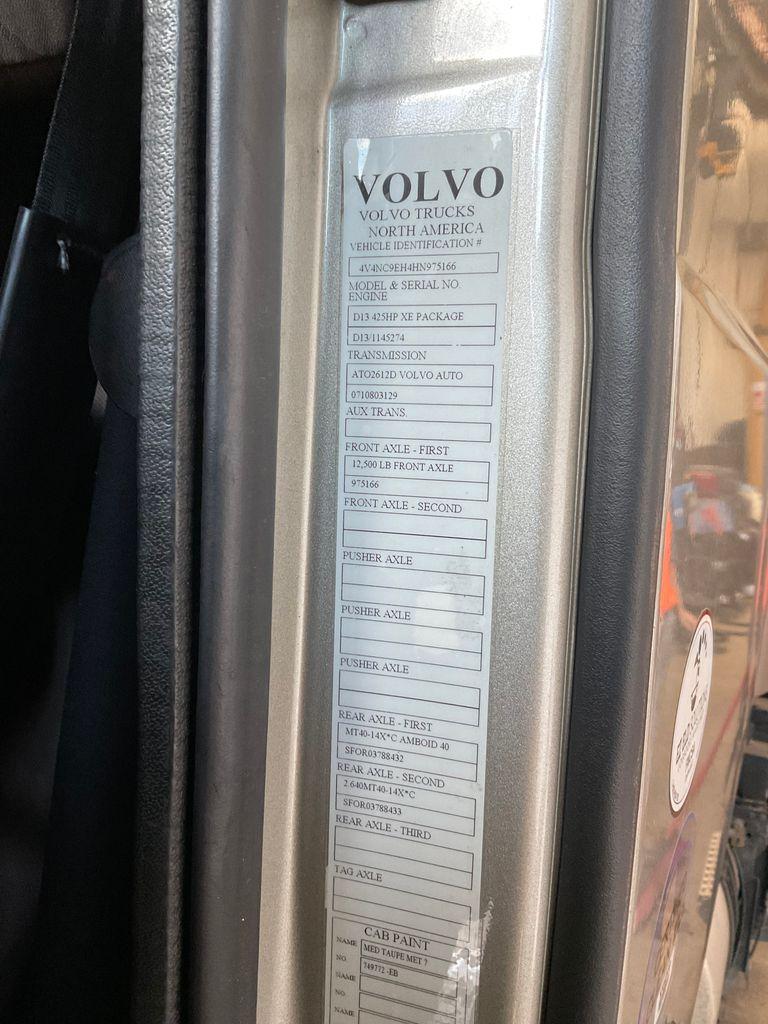 VOLVO
VOLVO TRUCKS
NORTH AMERICA
VEHICLE IDENTIFICATION #
4V4NC9EH4HN975166
MODEL & SERIAL NO.
ENGINE
D13 425HP XE PACKAGE
D13/1145274
TRANSMISSION
ATO2612D VOLVO AUTO
0710803129
AUX TRANS.
FRONT AXLE - FIRST
12,500 LB FRONT AXLE
975166
FRONT AXLE - SECOND
PUSHER AXLE
PUSHER AXLE
PUSHER AXLE
REAR AXLE - FIRST
MT40-14X*C AMBOID 40
SFOR03788432
REAR AXLE - SECOND
2.640MT40-14X*C
SFOR03788433
REAR AXLE - THIRD
TAG AXLE
CAB PAINT
NAME MED TAUPE MET ?
NO. 749772 -EB
NAME
NO.
NAME